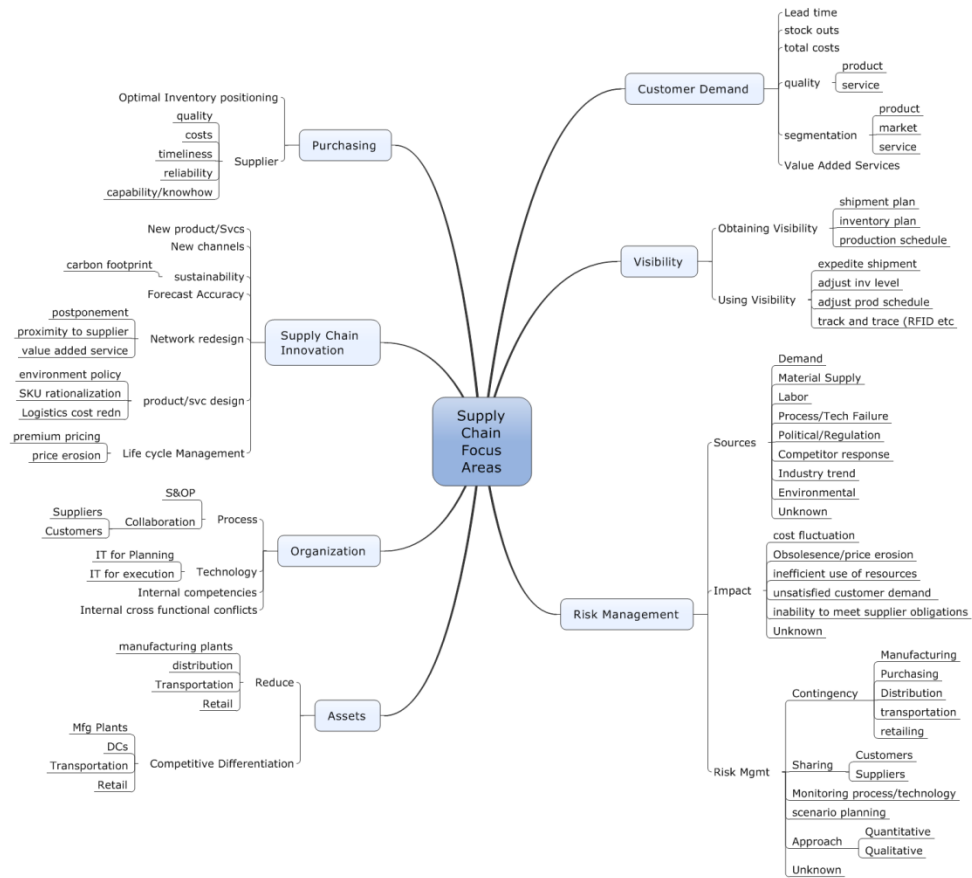 Supply
Chain
Focus
Areas
Customer Demand
Lead time
stock outs
total costs
quality
product
service
segmentation
product
market
service
Value Added Services
Visibility
Obtaining Visibility
shipment plan
inventory plan
production schedule
Using Visibility
expedite shipment
adjust inv level
adjust prod schedule
track and trace (RFID etc
Risk Management
Sources
Demand
Material Supply
Labor
Process/Tech Failure
Political/Regulation
Competitor response
Industry trend
Environmental
Unknown
Impact
cost fluctuation
Obsolesence/price erosion
inefficient use of resources
unsatisfied customer demand
inability to meet supplier obligations
Unknown
Risk Mgmt
Contingency
Manufacturing
Purchasing
Distribution
transportation
retailing
Sharing
Customers
Suppliers
Monitoring process/technology
scenario planning
Approach
Quantitative
Qualitative
Unknown
Purchasing
Optimal Inventory positioning
Supplier
quality
costs
timeliness
reliability
capability/knowhow
Supply Chain
Innovation
New product/Svcs
New channels
sustainability
carbon footprint
Forecast Accuracy
Network redesign
postponement
proximity to supplier
value added service
product/svc design
environment policy
SKU rationalization
Logistics cost redn
Life cycle Management
premium pricing
price erosion
Organization
Process
S&OP
Collaboration
Suppliers
Customers
Technology
IT for Planning
IT for execution
Internal competencies
Internal cross functional conflicts
Assets
Reduce
manufacturing plants
distribution
Transportation
Retail
Competitive Differentiation
Mfg Plants
DCs
Transportation
Retail